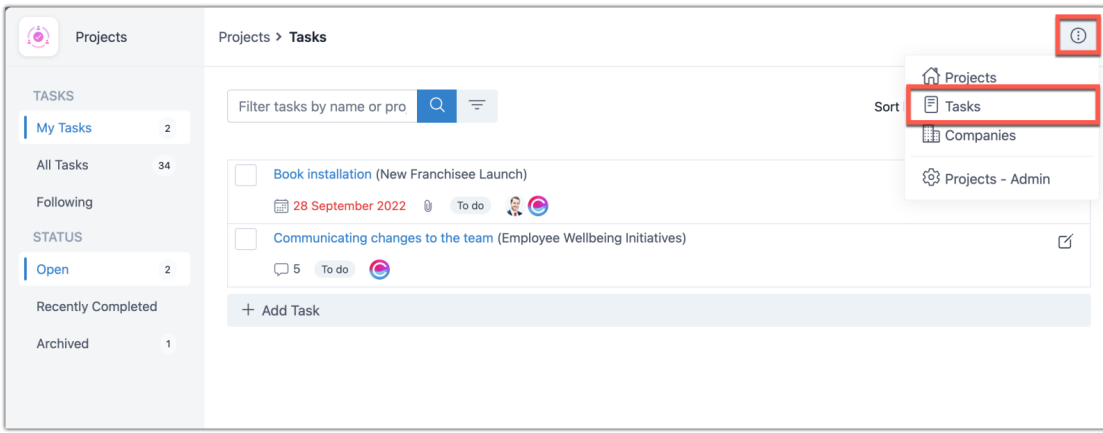 Projects
Projects > Tasks
Projects
Tasks
Companies
Projects - Admin
TASKS
My Tasks 2
All Tasks 34
Following
STATUS
Open 2
Recently Completed
Archived 1
Filter tasks by name or pro
Sort
Book installation (New Franchisee Launch)
28 September 2022 To do
Communicating changes to the team (Employee Wellbeing Initiatives)
5 To do
+ Add Task